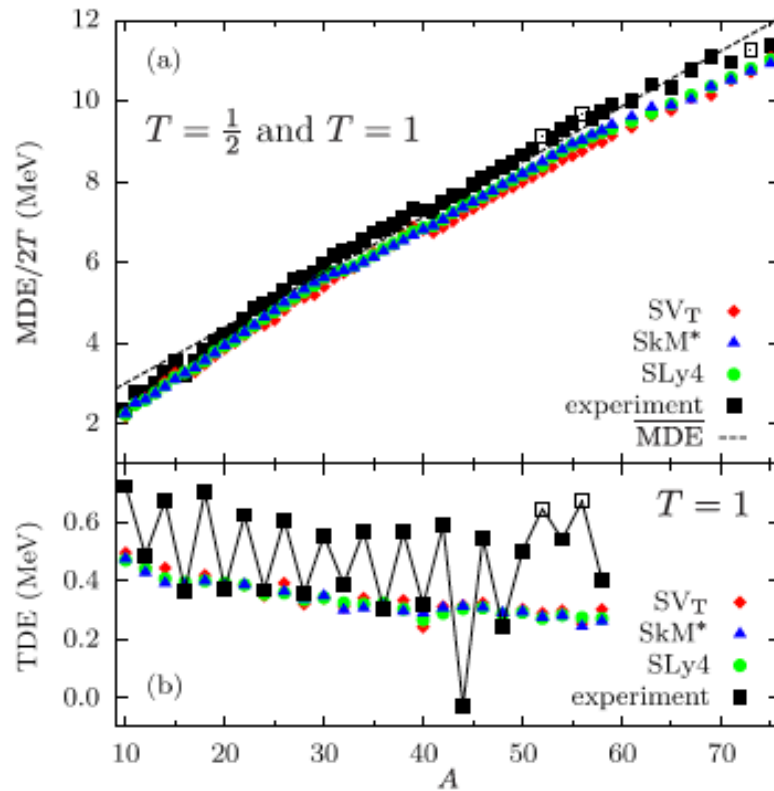 12
(a)
10
T = 1/2 and T = 1
8
6
4
2
MDE/2T (MeV)
SV_T
SkM*
SLy4
experiment
M̅D̅E̅
(b)
T = 1
0.6
0.4
0.2
0.0
TDE (MeV)
SV_T
SkM*
SLy4
experiment
10 20 30 40 50 60 70
A